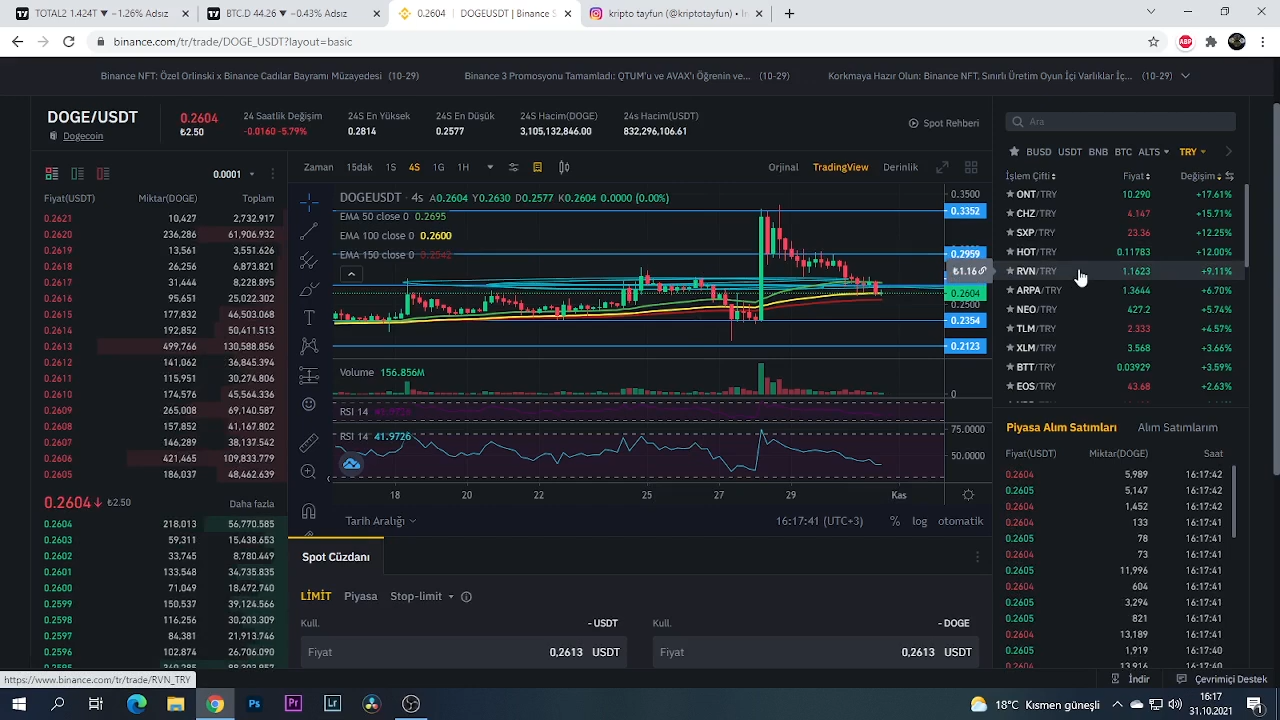 TOTAL2 1.424T ▼ −1.26% Adsız
BTC.D 44.26 ▼ −0.43% Adsız
0.2604 | DOGEUSDT | Binance S
kripto tayfun (@kriptotayfun) • In
binance.com/tr/trade/DOGE_USDT?layout=basic
Binance NFT: Özel Orlinski x Binance Cadılar Bayramı Müzayedesi (10-29)
Binance 3 Promosyonu Tamamladı: QTUM'u ve AVAX'ı Öğrenin ve... (10-29)
Korkmaya Hazır Olun: Binance NFT, Sınırlı Üretim Oyun İçi Varlıklar İç... (10-29)
DOGE/USDT
Dogecoin
0.2604
₺2.50
24 Saatlik Değişim
-0.0160 -5.79%
24S En Yüksek
0.2814
24S En Düşük
0.2577
24s Hacim(DOGE)
3,105,132,846.00
24s Hacim(USDT)
832,296,106.61
Spot Rehberi
0.0001
Fiyat(USDT) Miktar(DOGE) Toplam
0.2621 10,427 2,732.917
0.2620 236,286 61,906.932
0.2619 13,561 3,551.626
0.2618 26,256 6,873.821
0.2617 31,444 8,228.895
0.2615 177,832 46,503.068
0.2614 192,852 50,411.513
0.2613 499,766 130,588.856
0.2612 141,062 36,845.394
0.2611 115,951 30,274.806
0.2610 174,576 45,564.336
0.2609 265,008 69,140.587
0.2608 157,852 41,167.802
0.2607 146,289 38,137.542
0.2606 421,465 109,833.779
0.2605 186,037 48,462.639
0.2604↓ ₺2.50 Daha fazla
0.2604 218,013 56,770.585
0.2603 59,311 15,438.653
0.2602 33,745 8,780.449
0.2601 133,548 34,735.835
0.2600 71,049 18,472.740
0.2599 150,537 39,124.566
0.2598 116,256 30,203.309
0.2597 84,381 21,913.746
0.2596 102,874 26,706.090
Zaman 15dak 1S 4S 1G 1H
Orjinal TradingView Derinlik
DOGEUSDT · 4s A0.2604 Y0.2630 D0.2577 K0.2604 0.0000 (0.00%)
EMA 50 close 0 0.2695
EMA 100 close 0 0.2600
EMA 150 close 0 0.2542
0.3500
0.3352
0.2959
₺1.16
0.2604
0.2500
0.2354
0.2123
Volume 156.856M
0
RSI 14 41.9726
RSI 14 41.9726
75.0000
50.0000
18 20 22 25 27 29 Kas
Tarih Aralığı
16:17:41 (UTC+3) % log otomatik
Spot Cüzdanı
LİMİT Piyasa Stop-limit
Kull. - USDT
Kull. - DOGE
Fiyat 0,2613 USDT
Fiyat 0,2613 USDT
Ara
BUSD USDT BNB BTC ALTS TRY
İşlem Çifti Fiyat Değişim
ONT/TRY 10.290 +17.61%
CHZ/TRY 4.147 +15.71%
SXP/TRY 23.36 +12.25%
HOT/TRY 0.11783 +12.00%
RVN/TRY 1.1623 +9.11%
ARPA/TRY 1.3644 +6.70%
NEO/TRY 427.2 +5.74%
TLM/TRY 2.333 +4.57%
XLM/TRY 3.568 +3.66%
BTT/TRY 0.03929 +3.59%
EOS/TRY 43.68 +2.63%
Piyasa Alım Satımları Alım Satımlarım
Fiyat(USDT) Miktar(DOGE) Saat
0.2604 5,989 16:17:42
0.2605 5,147 16:17:42
0.2604 1,452 16:17:42
0.2604 133 16:17:41
0.2605 78 16:17:41
0.2604 73 16:17:41
0.2605 11,996 16:17:41
0.2604 604 16:17:41
0.2605 3,294 16:17:41
0.2605 821 16:17:41
0.2604 13,189 16:17:41
0.2605 1,919 16:17:40
0.2604 13,916 16:17:40
https://www.binance.com/tr/trade/RVN_TRY
İndir Çevrimiçi Destek
18°C Kısmen güneşli
16:17
31.10.2021